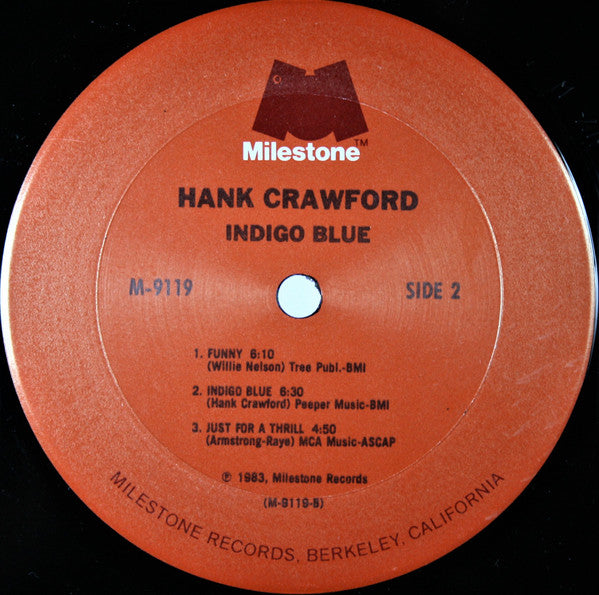 Milestone™
HANK CRAWFORD
INDIGO BLUE
M-9119
SIDE 2
1. FUNNY 6:10
(Willie Nelson) Tree Publ.-BMI
2. INDIGO BLUE 6:30
(Hank Crawford) Peeper Music-BMI
3. JUST FOR A THRILL 4:50
(Armstrong-Raye) MCA Music-ASCAP
℗ 1983, Milestone Records
(M-9119-B)
MILESTONE RECORDS, BERKELEY, CALIFORNIA